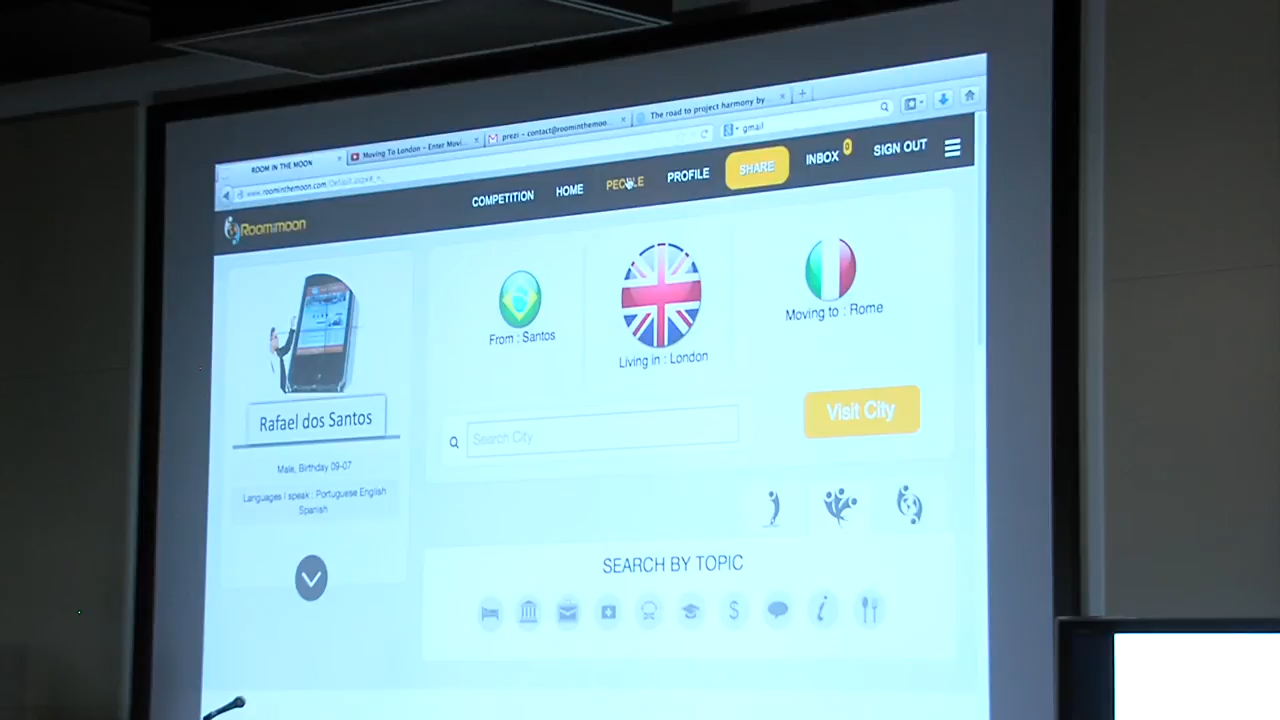 ROOM IN THE MOON
Moving To London - Enter Movi...
prezi - contact@roominthemoo...
The road to project harmony by
www.roominthemoon.com/Default.aspx#_=_
gmail
Roominmoon
COMPETITION
HOME
PEOPLE
PROFILE
SHARE
INBOX
0
SIGN OUT
From : Santos
Living in : London
Moving to : Rome
Rafael dos Santos
Male, Birthday 09-07
Languages I speak : Portuguese English
Spanish
Search City
Visit City
SEARCH BY TOPIC